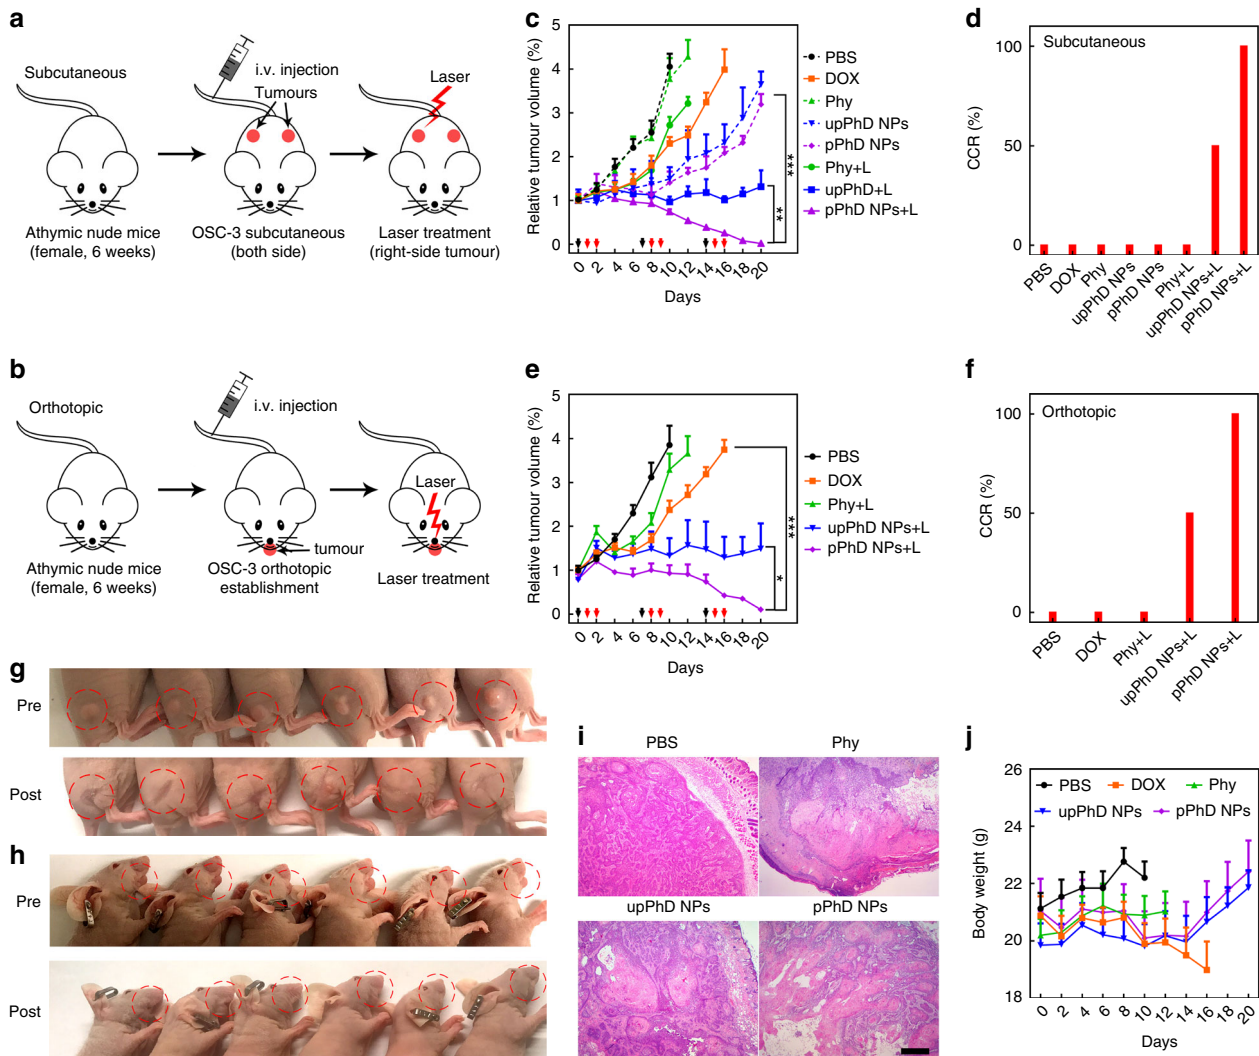 a
Subcutaneous
i.v. injection
Tumours
Laser
Athymic nude mice
(female, 6 weeks)
OSC-3 subcutaneous
(both side)
Laser treatment
(right-side tumour)
b
Orthotopic
i.v. injection
Laser
tumour
Athymic nude mice
(female, 6 weeks)
OSC-3 orthotopic
establishment
Laser treatment
c
Relative tumour volume (%)
5
4
3
2
1
0
0 2 4 6 8 10 12 14 16 18 20
Days
PBS
DOX
Phy
upPhD NPs
pPhD NPs
Phy+L
upPhD+L
pPhD NPs+L
***
**
d
Subcutaneous
CCR (%)
100
50
0
PBS
DOX
Phy
upPhD NPs
pPhD NPs
Phy+L
upPhD NPs+L
pPhD NPs+L
e
Relative tumour volume (%)
5
4
3
2
1
0
0 2 4 6 8 10 12 14 16 18 20
Days
PBS
DOX
Phy+L
upPhD NPs+L
pPhD NPs+L
***
*
f
Orthotopic
CCR (%)
100
50
0
PBS
DOX
Phy+L
upPhD NPs+L
pPhD NPs+L
g
Pre
Post
h
Pre
Post
i
PBS
Phy
upPhD NPs
pPhD NPs
j
Body weight (g)
26
24
22
20
18
PBS DOX Phy
upPhD NPs pPhD NPs
0 2 4 6 8 10 12 14 16 18 20
Days